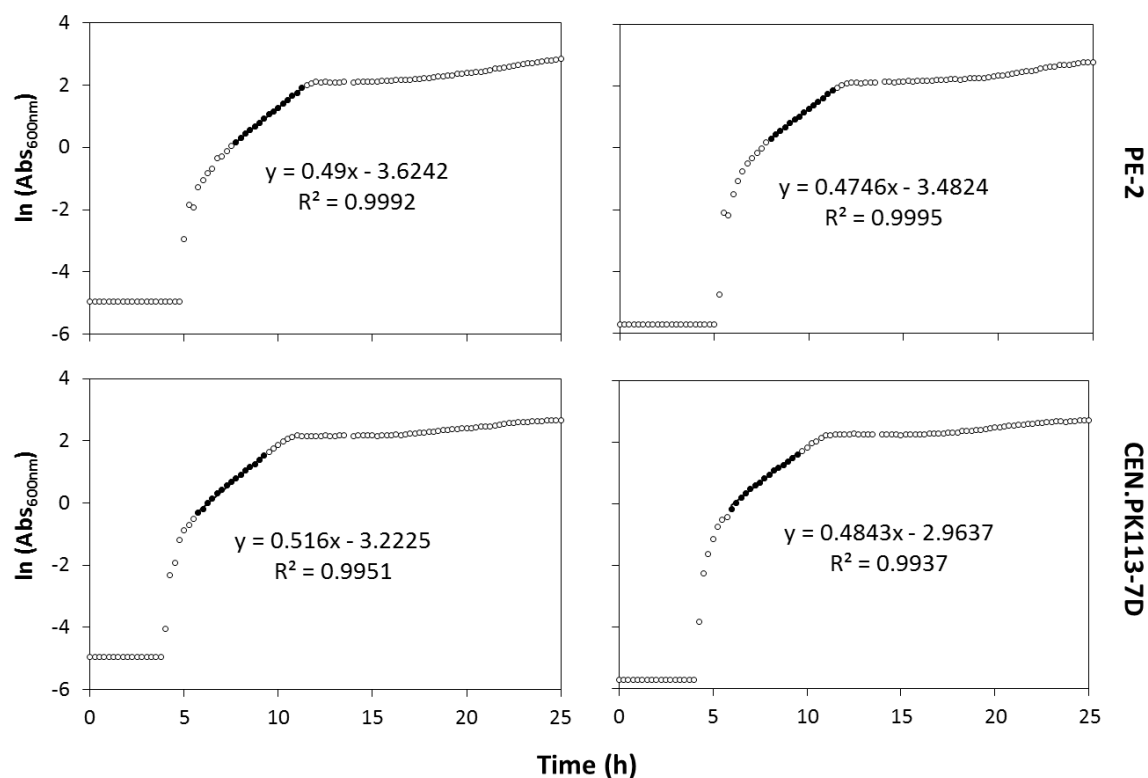 4
2
0
-2
-4
-6
ln (Abs600nm)
y = 0.49x - 3.6242
R² = 0.9992
y = 0.4746x - 3.4824
R² = 0.9995
PE-2
4
2
0
-2
-4
-6
ln (Abs600nm)
y = 0.516x - 3.2225
R² = 0.9951
y = 0.4843x - 2.9637
R² = 0.9937
CEN.PK113-7D
0 5 10 15 20 25
0 5 10 15 20 25
Time (h)